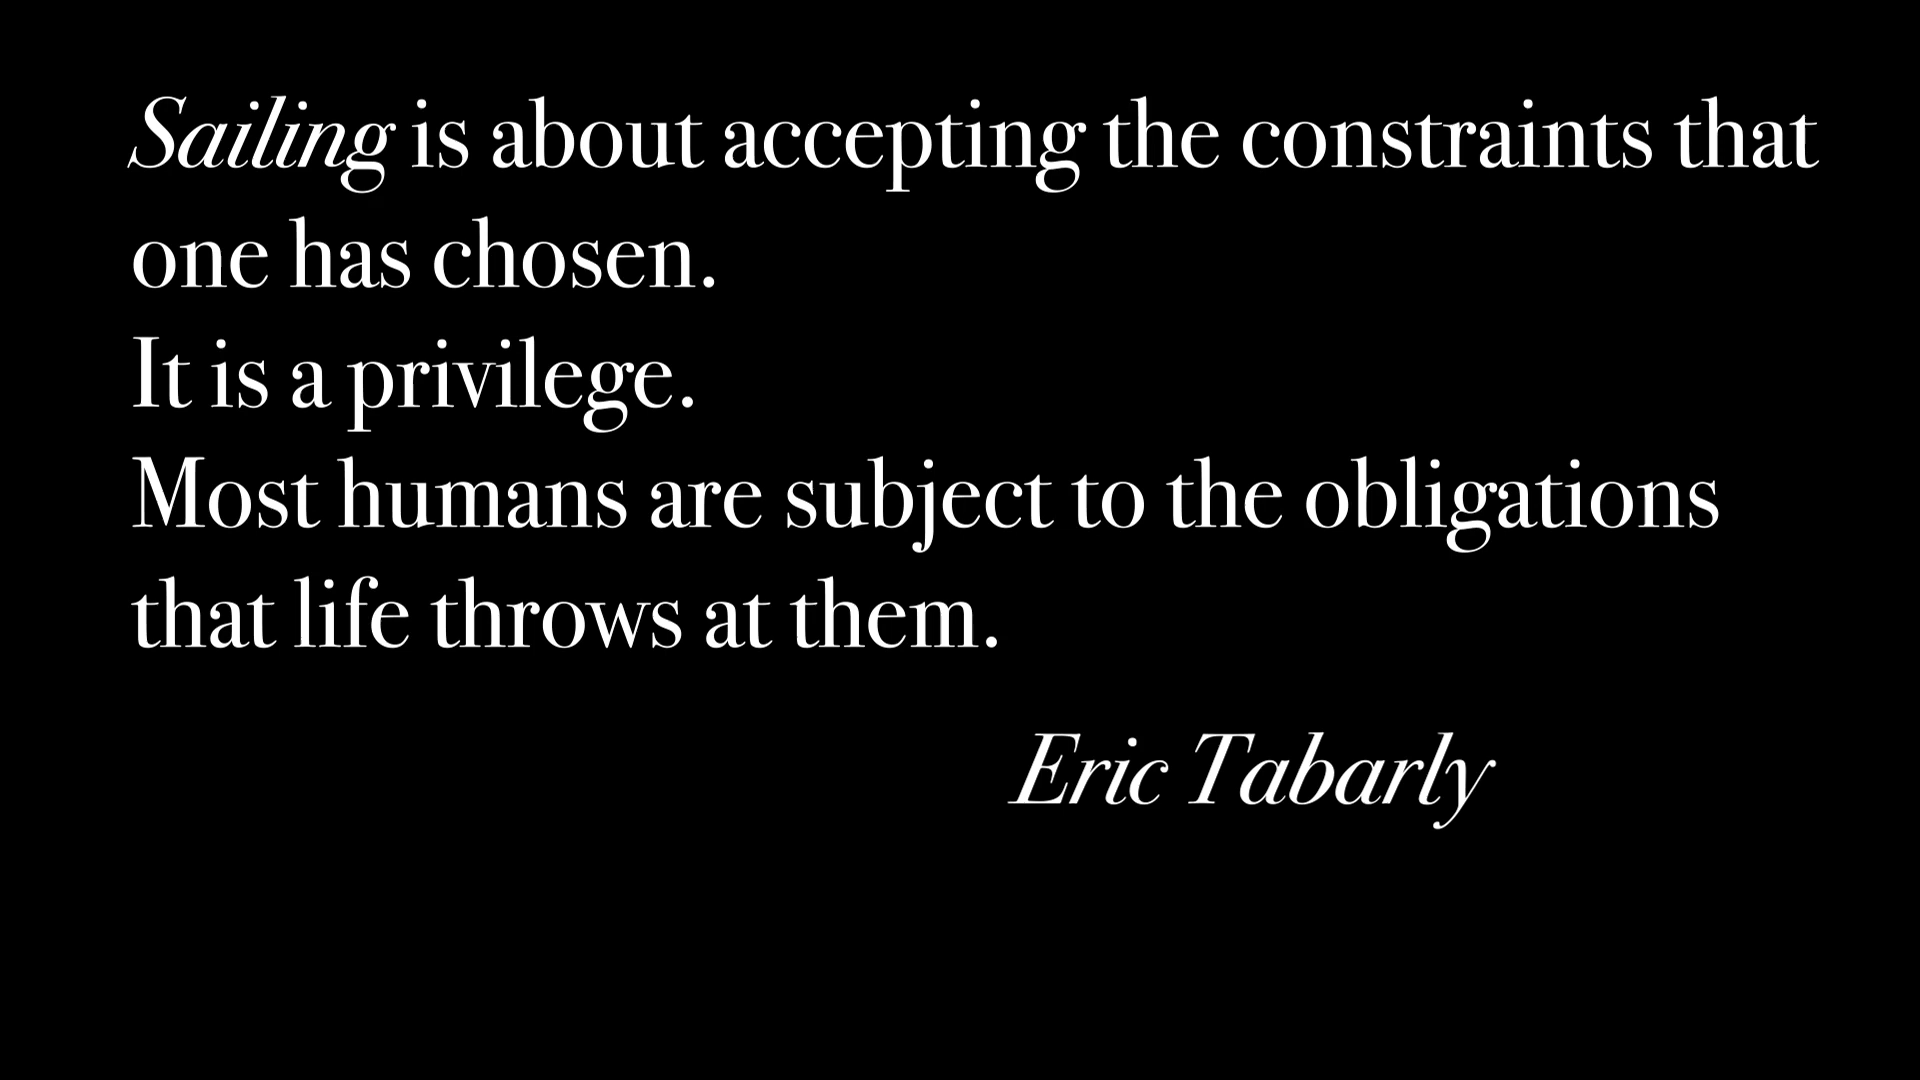 Sailing is about accepting the constraints that
one has chosen.
It is a privilege.
Most humans are subject to the obligations
that life throws at them.
Eric Tabarly